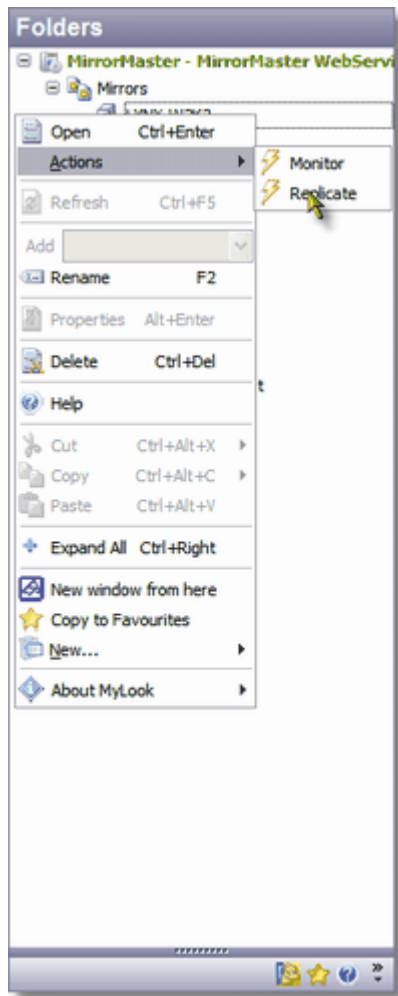 Folders
MirrorMaster - MirrorMaster WebServi
Mirrors
Open Ctrl+Enter
Actions
Monitor
Replicate
Refresh Ctrl+F5
Add
Rename F2
Properties Alt+Enter
Delete Ctrl+Del
t
Help
Cut Ctrl+Alt+X
Copy Ctrl+Alt+C
Paste Ctrl+Alt+V
Expand All Ctrl+Right
New window from here
Copy to Favourites
New...
About MyLook